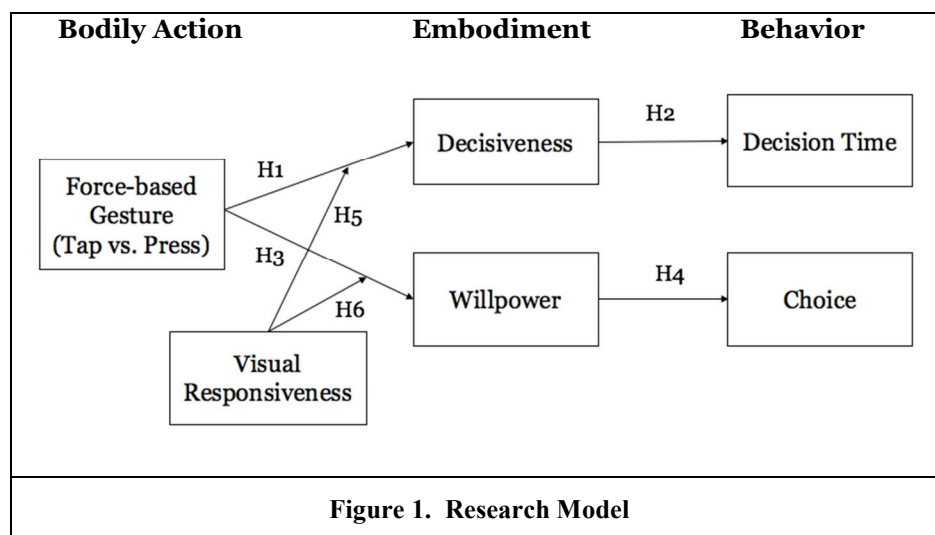 Bodily Action Embodiment Behavior
Force-based
Gesture
(Tap vs. Press)
H1
H3
H5
H6
Visual
Responsiveness
Decisiveness
H2
Decision Time
Willpower
H4
Choice
Figure 1. Research Model